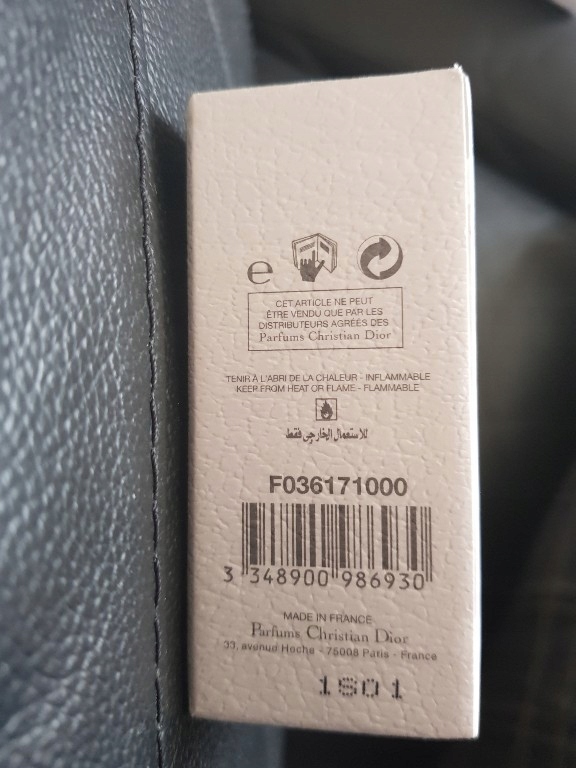 e
CET ARTICLE NE PEUT
ÊTRE VENDU QUE PAR LES
DISTRIBUTEURS AGRÉÉS DES
Parfums Christian Dior
TENIR À L'ABRI DE LA CHALEUR - INFLAMMABLE
KEEP FROM HEAT OR FLAME - FLAMMABLE
للاستعمال الخارجي فقط
F036171000
3 348900 986930
MADE IN FRANCE
Parfums Christian Dior
33, avenue Hoche - 75008 Paris - France
1S01